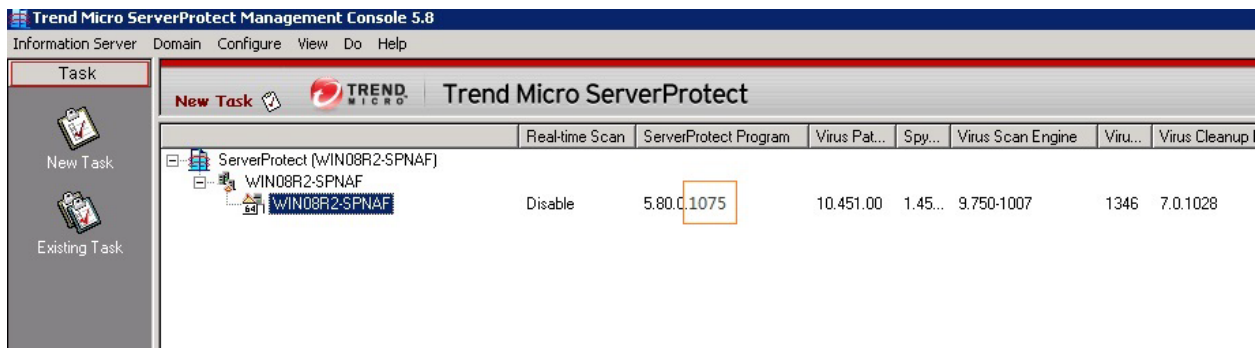 Trend Micro ServerProtect Management Console 5.8
Information Server Domain Configure View Do Help
Task
New Task
TREND MICRO
Trend Micro ServerProtect
Real-time Scan ServerProtect Program Virus Pat... Spy... Virus Scan Engine Viru... Virus Cleanup
New Task
ServerProtect (WIN08R2-SPNAF)
WIN08R2-SPNAF
64 WIN08R2-SPNAF Disable 5.80.0.1075 10.451.00 1.45... 9.750-1007 1346 7.0.1028
Existing Task